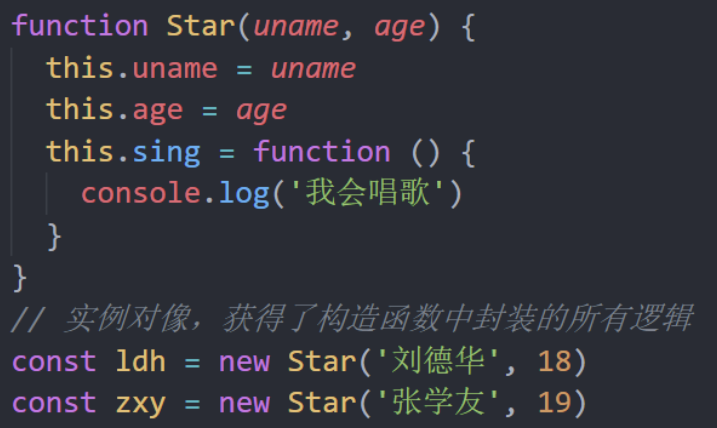 function Star(uname, age) {
  this.uname = uname
  this.age = age
  this.sing = function () {
    console.log('我会唱歌')
  }
}
// 实例对像，获得了构造函数中封装的所有逻辑
const ldh = new Star('刘德华', 18)
const zxy = new Star('张学友', 19)